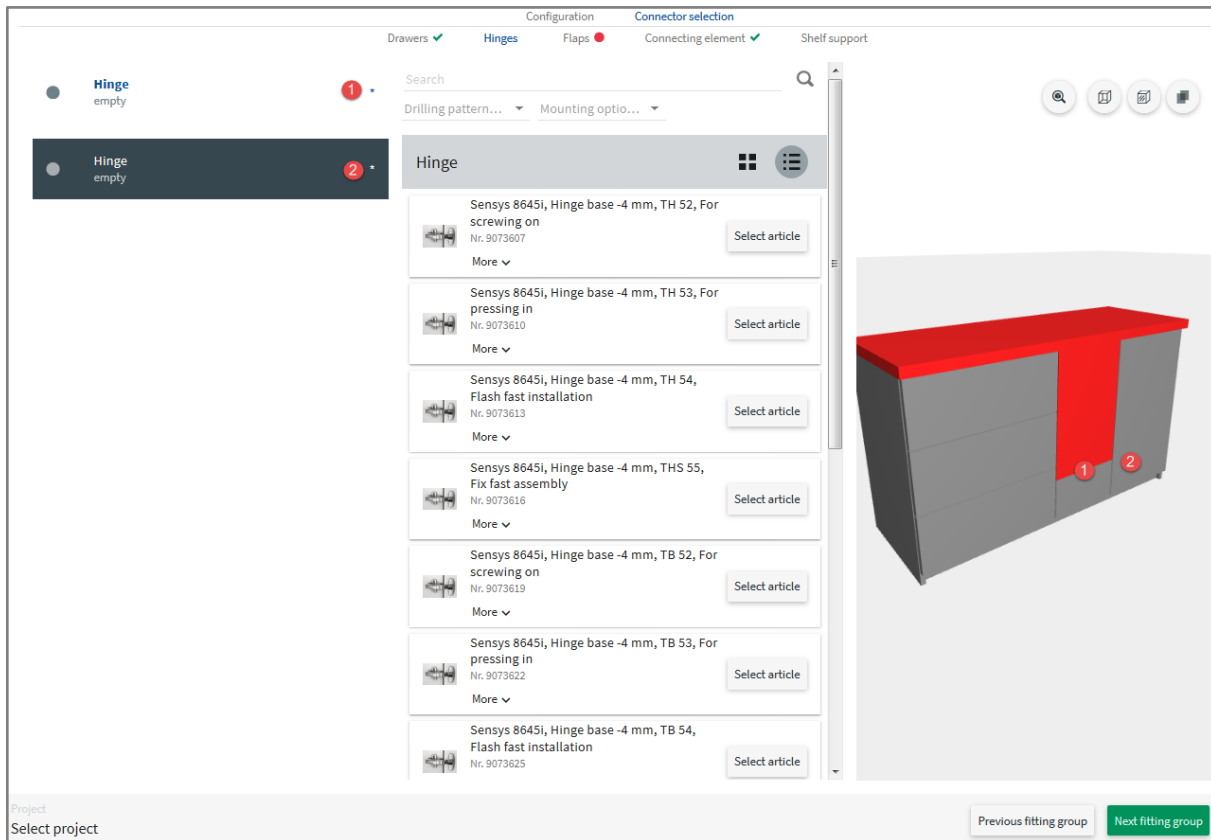 Configuration Connector selection
Drawers Hinges Flaps Connecting element Shelf support
Hinge
empty
1 *
Hinge
empty
2 *
Search
Drilling pattern... Mounting optio...
Hinge
Sensys 8645i, Hinge base -4 mm, TH 52, For
screwing on
Nr. 9073607
More
Select article
Sensys 8645i, Hinge base -4 mm, TH 53, For
pressing in
Nr. 9073610
More
Select article
Sensys 8645i, Hinge base -4 mm, TH 54,
Flash fast installation
Nr. 9073613
More
Select article
Sensys 8645i, Hinge base -4 mm, THS 55,
Fix fast assembly
Nr. 9073616
More
Select article
Sensys 8645i, Hinge base -4 mm, TB 52, For
screwing on
Nr. 9073619
More
Select article
Sensys 8645i, Hinge base -4 mm, TB 53, For
pressing in
Nr. 9073622
More
Select article
Sensys 8645i, Hinge base -4 mm, TB 54,
Flash fast installation
Nr. 9073625
Select article
1 2
Project
Select project
Previous fitting group Next fitting group